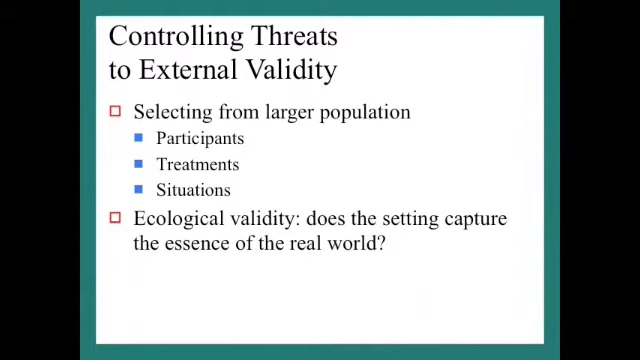 Controlling Threats
to External Validity
Selecting from larger population
Participants
Treatments
Situations
Ecological validity: does the setting capture
the essence of the real world?